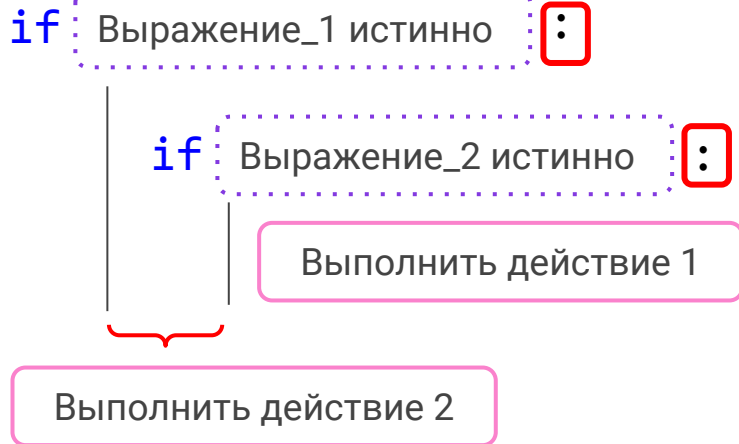 if Выражение_1 истинно :
if Выражение_2 истинно :
Выполнить действие 1
Выполнить действие 2